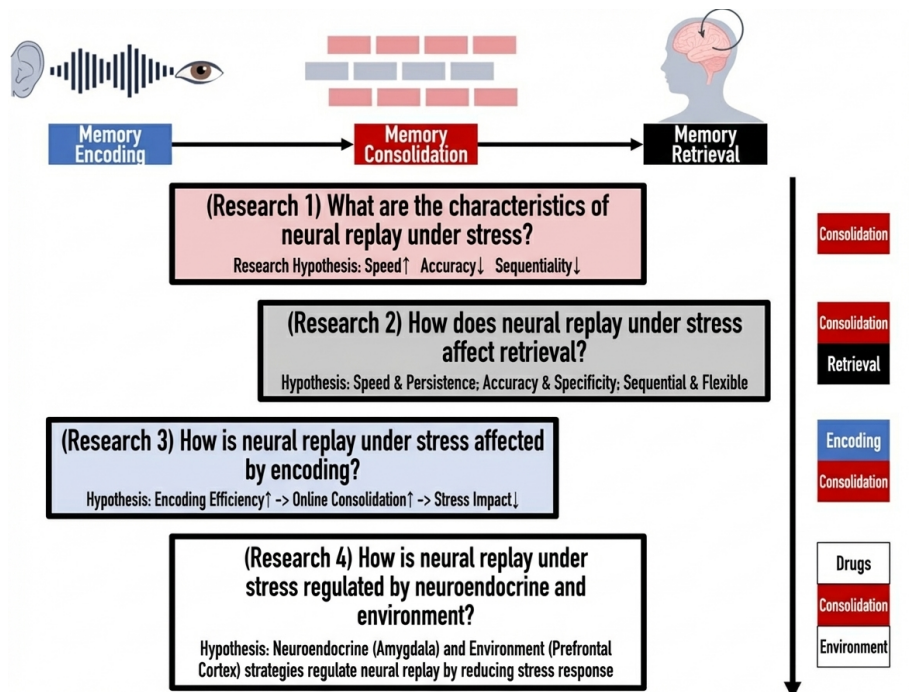 Memory
Encoding
Memory
Consolidation
Memory
Retrieval
(Research 1) What are the characteristics of
neural replay under stress?
Research Hypothesis: Speed↑ Accuracy↓ Sequentiality↓
Consolidation
(Research 2) How does neural replay under stress
affect retrieval?
Hypothesis: Speed & Persistence; Accuracy & Specificity; Sequential & Flexible
Consolidation
Retrieval
(Research 3) How is neural replay under stress affected
by encoding?
Hypothesis: Encoding Efficiency↑ -> Online Consolidation↑ -> Stress Impact↓
Encoding
Consolidation
(Research 4) How is neural replay under
stress regulated by neuroendocrine and
environment?
Hypothesis: Neuroendocrine (Amygdala) and Environment (Prefrontal
Cortex) strategies regulate neural replay by reducing stress response
Drugs
Consolidation
Environment